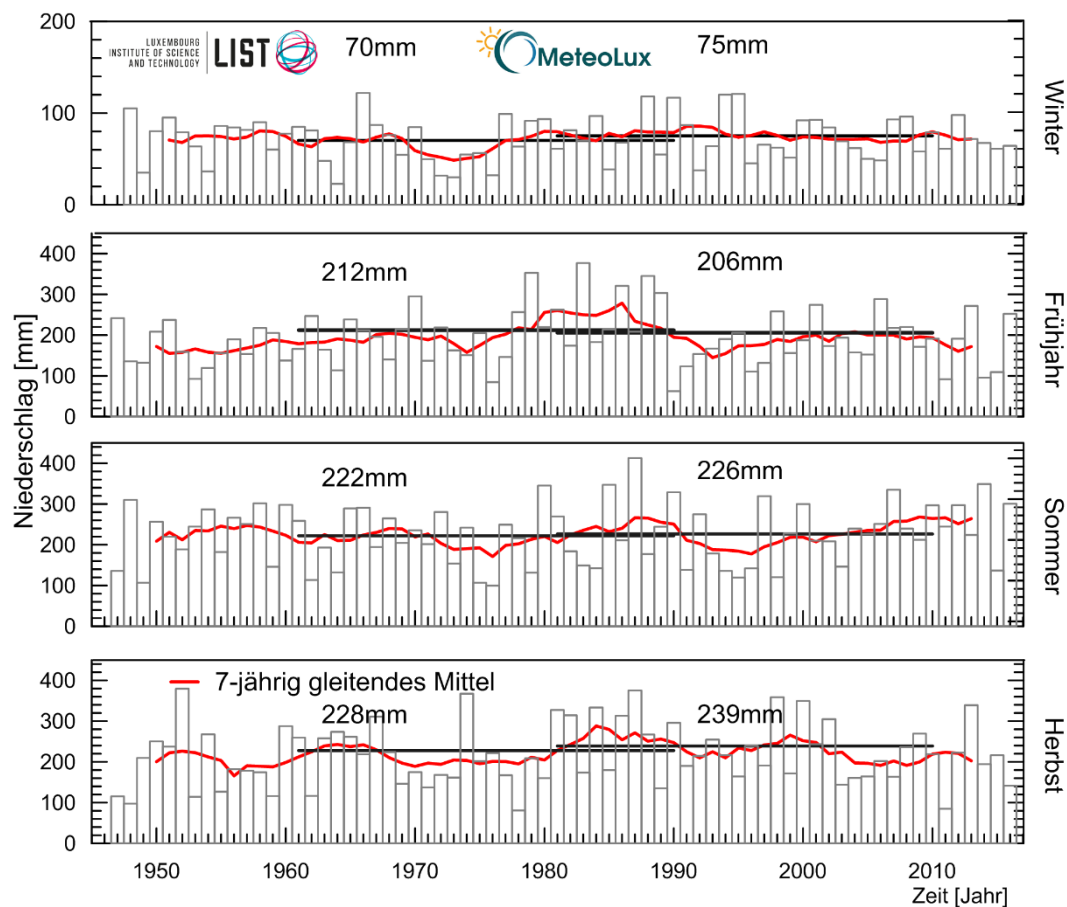 LUXEMBOURG
INSTITUTE OF SCIENCE
AND TECHNOLOGY
LIST
MeteoLux
70mm
75mm
200
100
0
Winter
212mm
206mm
400
300
200
100
0
Frühjahr
222mm
226mm
400
300
200
100
0
Sommer
7-jährig gleitendes Mittel
228mm
239mm
400
300
200
100
0
Herbst
Niederschlag [mm]
1950 1960 1970 1980 1990 2000 2010
Zeit [Jahr]